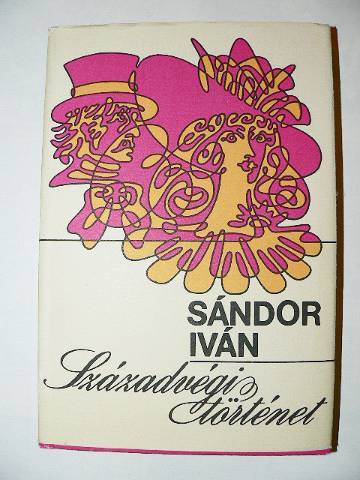 SÁNDOR
IVÁN
Századvégi
történet